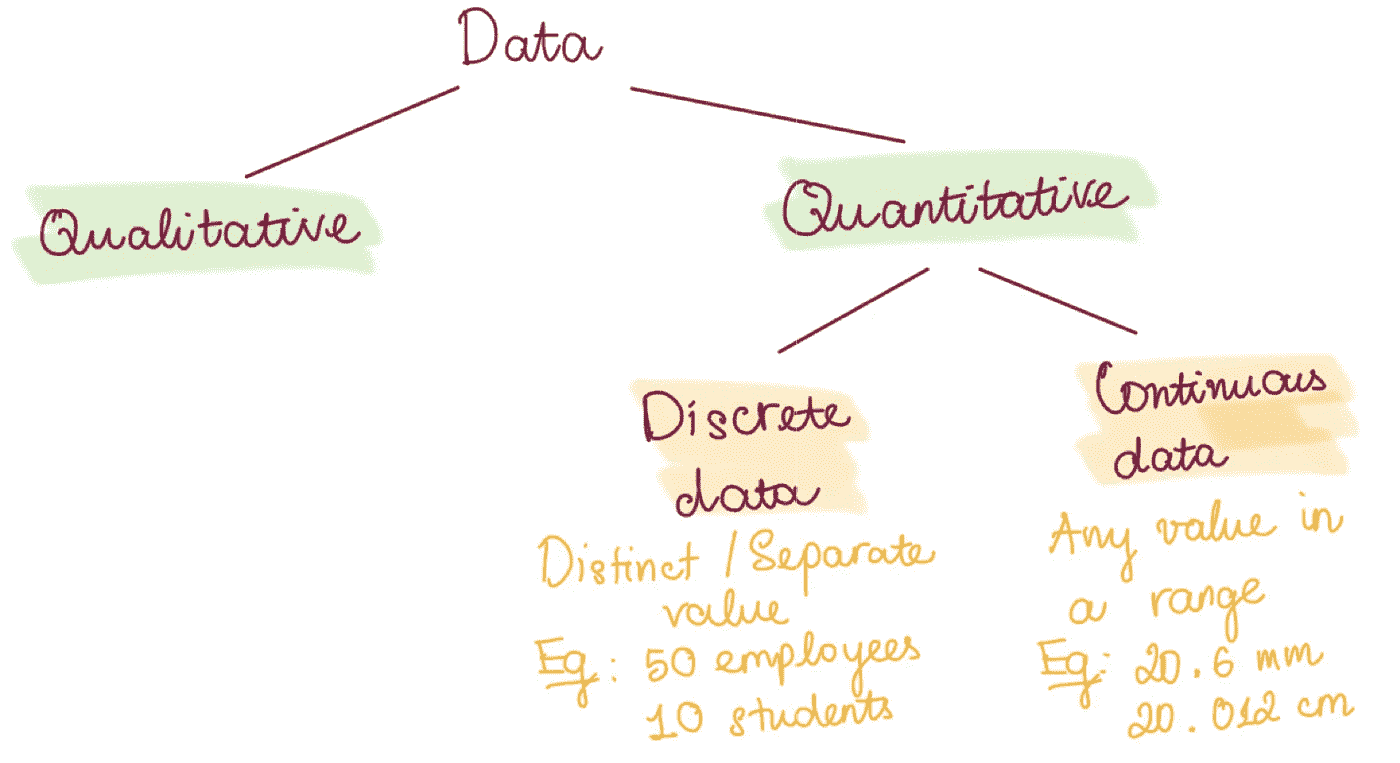 Data
Qualitative
Quantitative
Discrete
data
Distinct / Separate
value
Eg: 50 employees
10 students
Continuous
data
Any value in
a range
Eg: 20.6 mm
20.012 cm